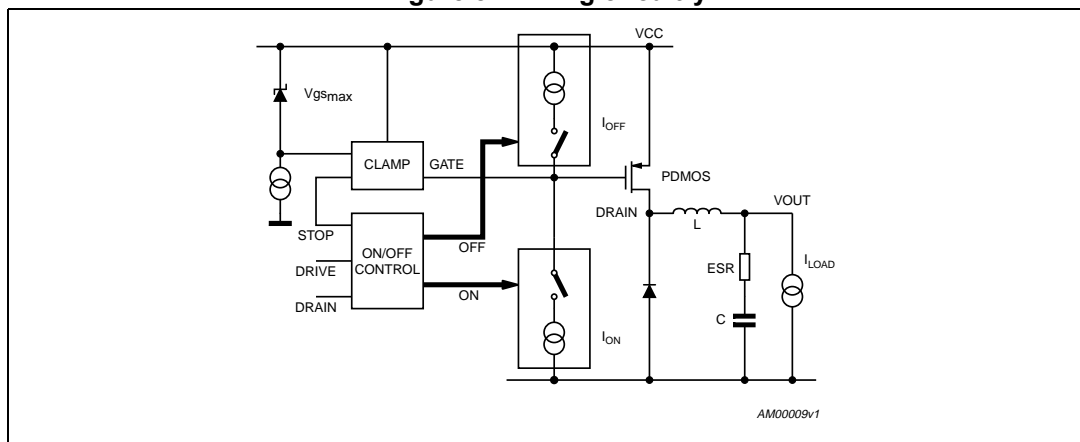 VCC
Vgsmax
IOFF
CLAMP
GATE
PDMOS
DRAIN
VOUT
L
STOP
OFF
ON/OFF
CONTROL
DRIVE
ESR
ILOAD
ON
DRAIN
C
ION
AM00009v1